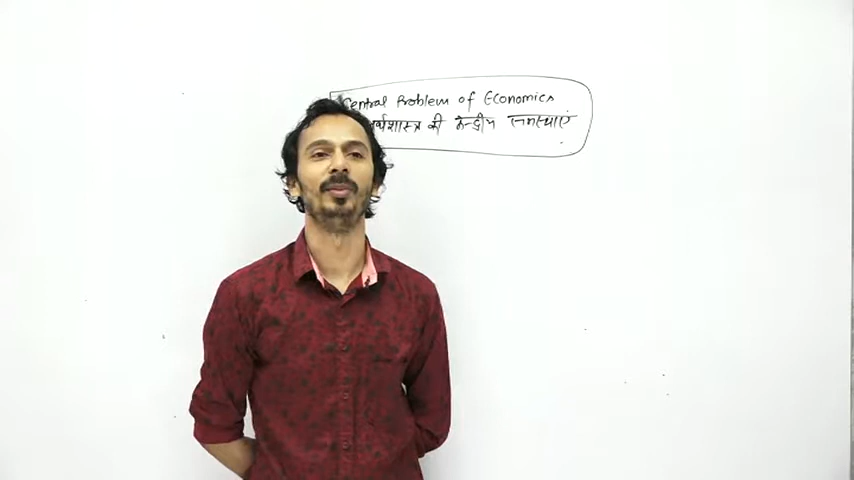 Central Problem of Economics
अर्थशास्त्र की केन्द्रीय समस्याएं